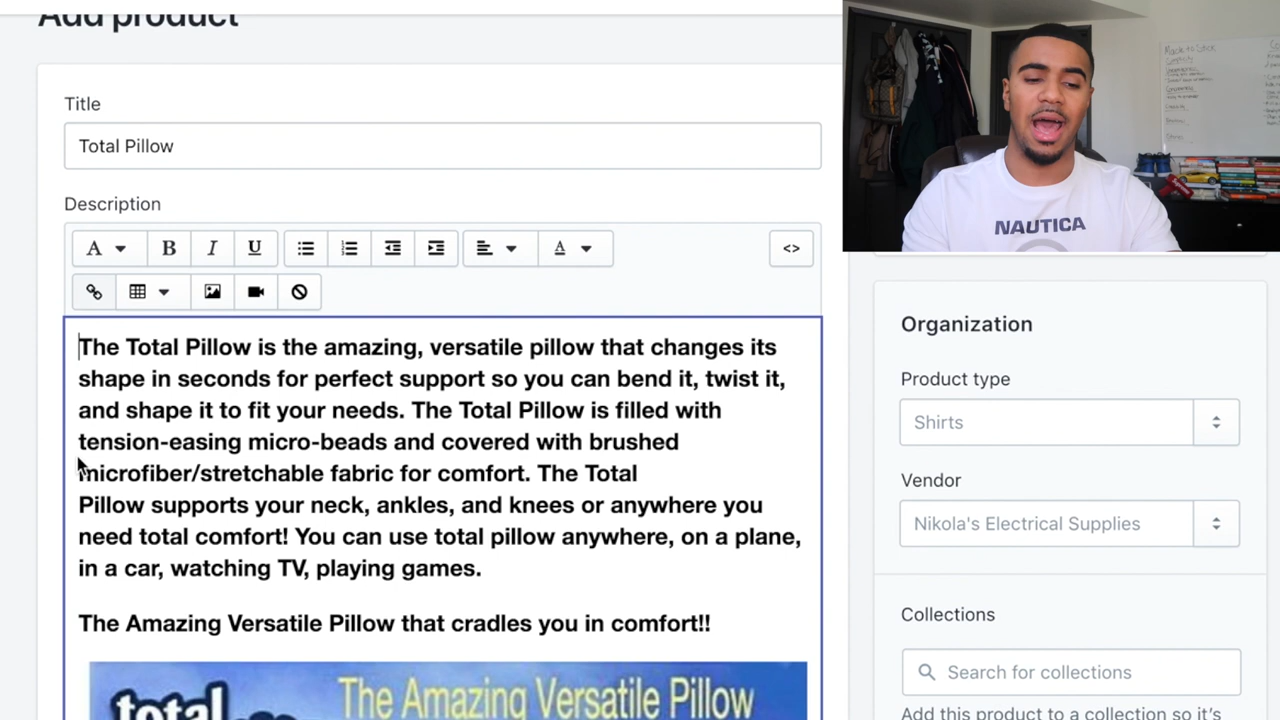 Add product
Title
Total Pillow
Description
A
B
I
U
A
<>
The Total Pillow is the amazing, versatile pillow that changes its
shape in seconds for perfect support so you can bend it, twist it,
and shape it to fit your needs. The Total Pillow is filled with
tension-easing micro-beads and covered with brushed
microfiber/stretchable fabric for comfort. The Total
Pillow supports your neck, ankles, and knees or anywhere you
need total comfort! You can use total pillow anywhere, on a plane,
in a car, watching TV, playing games.
The Amazing Versatile Pillow that cradles you in comfort!!
total
The Amazing Versatile Pillow
Made to Stick
NAUTICA
Organization
Product type
Shirts
Vendor
Nikola's Electrical Supplies
Collections
Search for collections
Add this product to a collection so it's